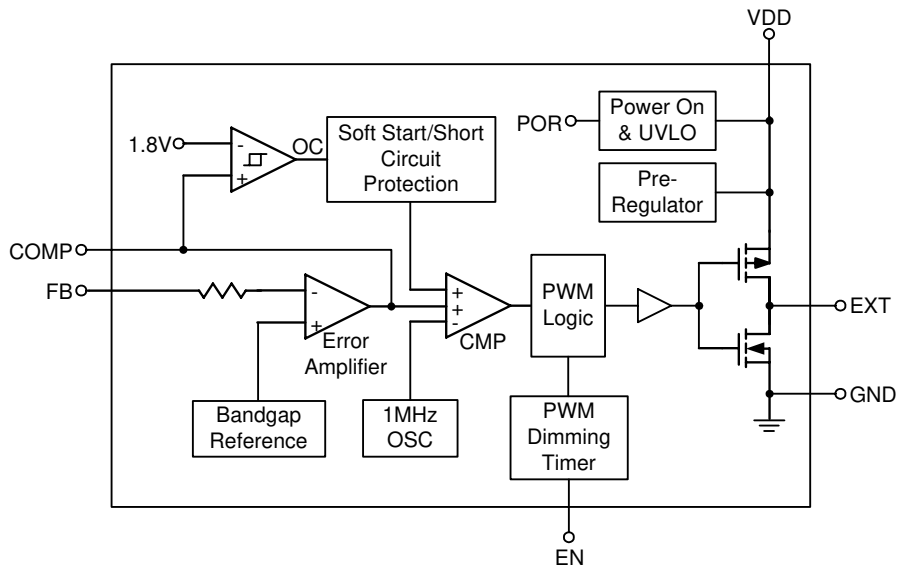 VDD
1.8V
-
+
OC
Soft Start/Short
Circuit
Protection
POR
Power On
& UVLO
Pre-
Regulator
COMP
FB
-
+
Error
Amplifier
+
+
-
CMP
PWM
Logic
EXT
GND
Bandgap
Reference
1MHz
OSC
PWM
Dimming
Timer
EN